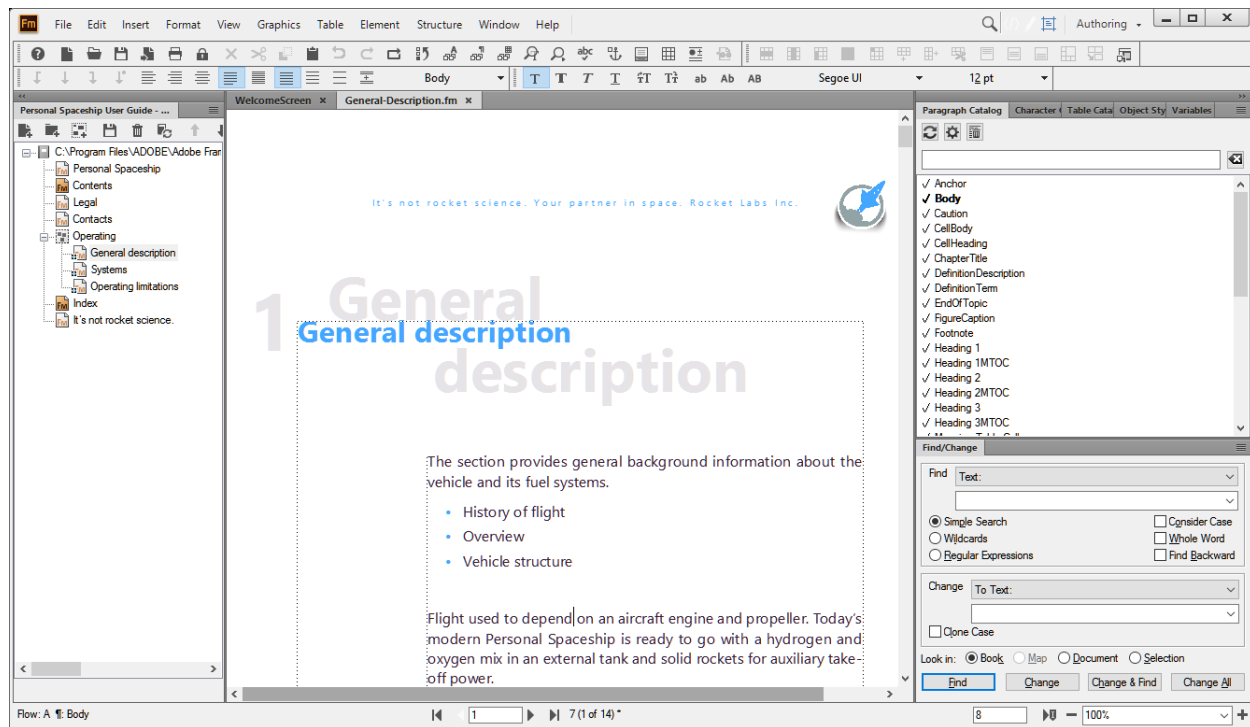 Fm File Edit Insert Format View Graphics Table Element Structure Window Help Authoring
Body T T T T ab Ab AB Segoe UI 12 pt
Personal Spaceship User Guide - ...
C:\Program Files\ADOBE\Adobe Fran
Personal Spaceship
Contents
Legal
Contacts
Operating
General description
Systems
Operating limitations
Index
It's not rocket science.
WelcomeScreen × General-Description.fm ×
It's not rocket science. Your partner in space. Rocket Labs Inc.
1 General
General description
description
The section provides general background information about the
vehicle and its fuel systems.
• History of flight
• Overview
• Vehicle structure
Flight used to depend on an aircraft engine and propeller. Today's
modern Personal Spaceship is ready to go with a hydrogen and
oxygen mix in an external tank and solid rockets for auxiliary take-
off power.
Paragraph Catalog Character Table Cata Object Sty Variables
Anchor
Body
Caution
CellBody
CellHeading
ChapterTitle
DefinitionDescription
DefinitionTerm
EndOfTopic
FigureCaption
Footnote
Heading 1
Heading 1MTOC
Heading 2
Heading 2MTOC
Heading 3
Heading 3MTOC
Find/Change
Find Text:
Simple Search Consider Case
Wildcards Whole Word
Regular Expressions Find Backward
Change To Text:
Clone Case
Look in: Book Map Document Selection
Find Change Change & Find Change All
Flow: A ¶: Body 1 7 (1 of 14) * 8 100%